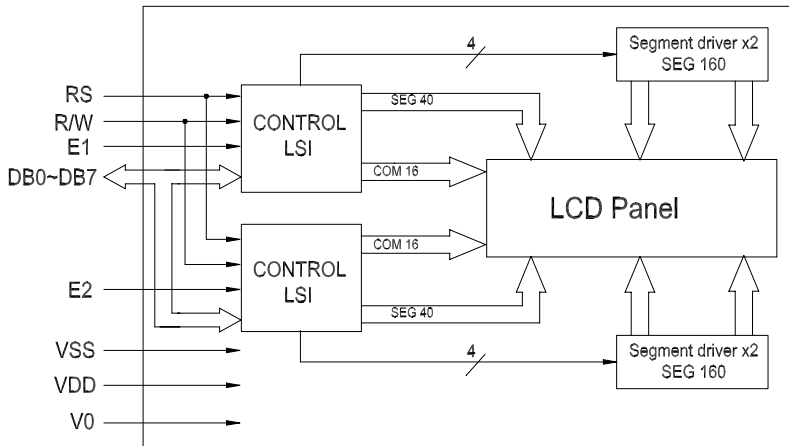 4
Segment driver x2
SEG 160
RS
R/W
E1
DB0~DB7
CONTROL
LSI
SEG 40
COM 16
LCD Panel
COM 16
CONTROL
LSI
SEG 40
E2
VSS
VDD
V0
4
Segment driver x2
SEG 160